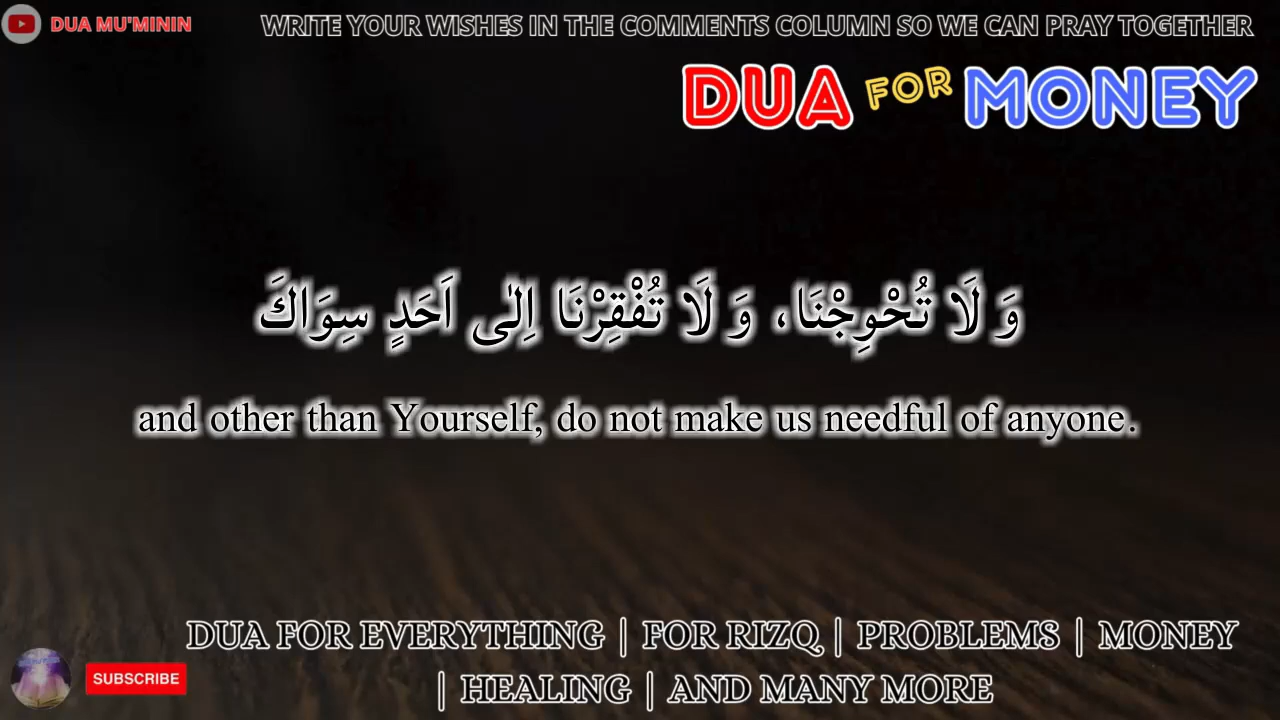 DUA MU'MININ
WRITE YOUR WISHES IN THE COMMENTS COLUMN SO WE CAN PRAY TOGETHER
DUA FOR MONEY
وَ لَا تُحْوِجْنَا، وَ لَا تُفْقِرْنَا اِلٰى اَحَدٍ سِوَاكَ
and other than Yourself, do not make us needful of anyone.
DUA FOR EVERYTHING | FOR RIZQ | PROBLEMS | MONEY
| HEALING | AND MANY MORE
SUBSCRIBE